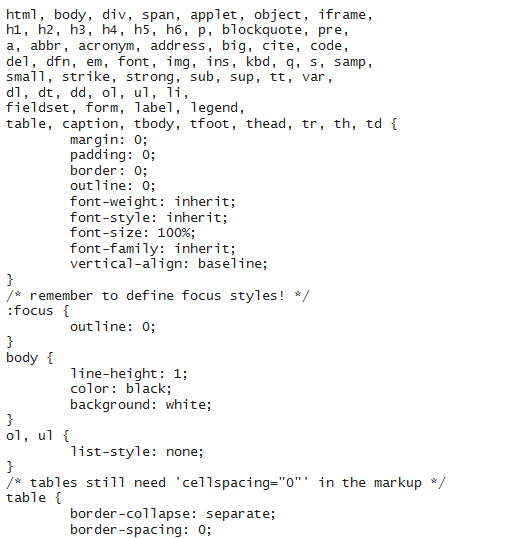 html, body, div, span, applet, object, iframe,
h1, h2, h3, h4, h5, h6, p, blockquote, pre,
a, abbr, acronym, address, big, cite, code,
del, dfn, em, font, img, ins, kbd, q, s, samp,
small, strike, strong, sub, sup, tt, var,
dl, dt, dd, ol, ul, li,
fieldset, form, label, legend,
table, caption, tbody, tfoot, thead, tr, th, td {
	margin: 0;
	padding: 0;
	border: 0;
	outline: 0;
	font-weight: inherit;
	font-style: inherit;
	font-size: 100%;
	font-family: inherit;
	vertical-align: baseline;
}
/* remember to define focus styles! */
:focus {
	outline: 0;
}
body {
	line-height: 1;
	color: black;
	background: white;
}
ol, ul {
	list-style: none;
}
/* tables still need 'cellspacing="0"' in the markup */
table {
	border-collapse: separate;
	border-spacing: 0;